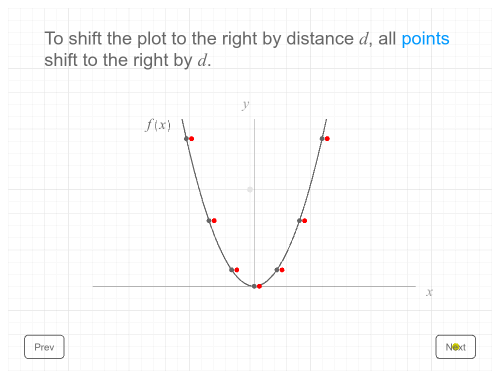 To shift the plot to the right by distance d, all points
shift to the right by d.
y
f(x)
x
Prev
Next